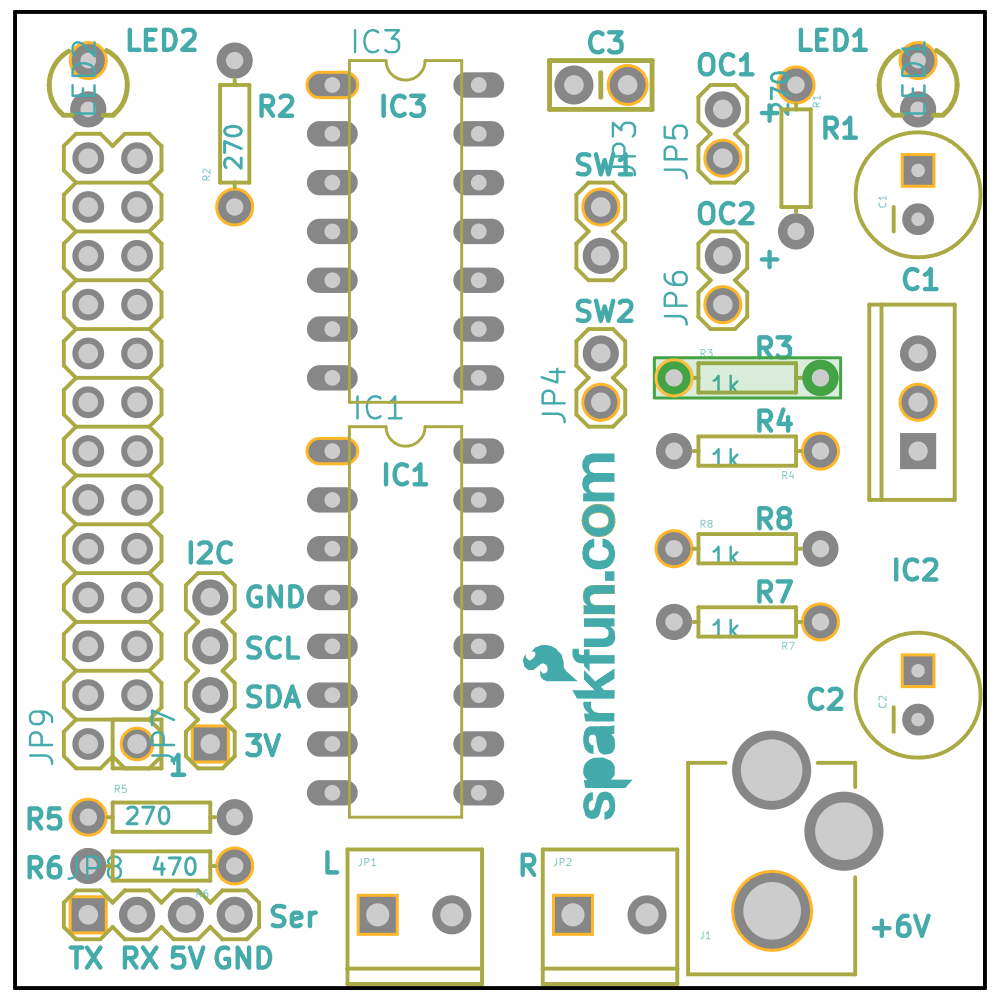 LED2
LED2
R2
270
R2
IC3
IC3
C3
JP3
SW1
OC1
JP5
+
270
R1
R1
LED1
LED1
C1
C1
OC2
+
JP6
SW2
JP4
R3
R3
1k
R4
1k
R4
R8
R8
1k
R7
1k
R7
IC1
IC1
IC2
I2C
GND
SCL
SDA
3V
JP9
JP7
1
sparkfun.com
C2
C2
R5
R5
270
R6
JP8
470
R6
Ser
TX RX 5V GND
L
JP1
R
JP2
J1
+6V